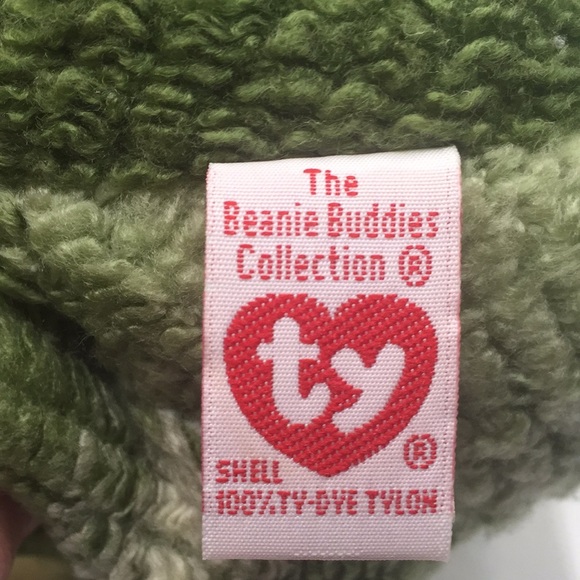 The
Beanie Buddies
Collection ®
ty ®
SHELL
100% TY-DYE TYLON